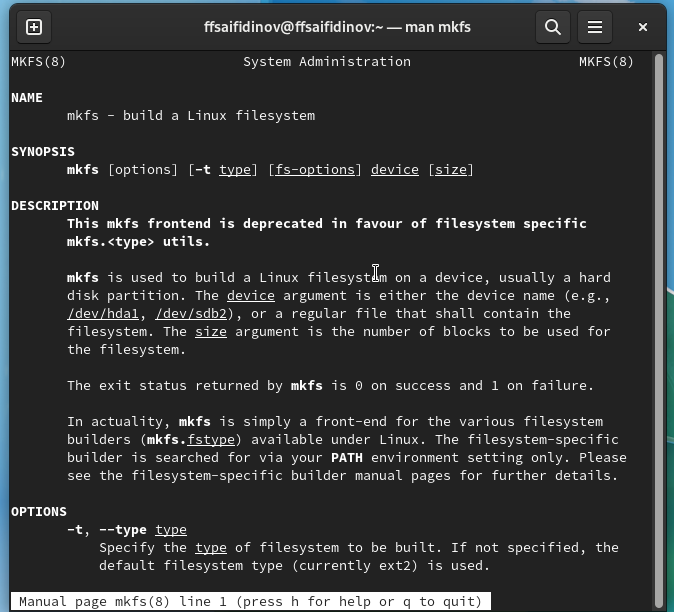 ffsaifidinov@ffsaifidinov:~ — man mkfs
MKFS(8) System Administration MKFS(8)
NAME
mkfs - build a Linux filesystem
SYNOPSIS
mkfs [options] [-t type] [fs-options] device [size]
DESCRIPTION
This mkfs frontend is deprecated in favour of filesystem specific
mkfs.<type> utils.
mkfs is used to build a Linux filesystem on a device, usually a hard
disk partition. The device argument is either the device name (e.g.,
/dev/hda1, /dev/sdb2), or a regular file that shall contain the
filesystem. The size argument is the number of blocks to be used for
the filesystem.
The exit status returned by mkfs is 0 on success and 1 on failure.
In actuality, mkfs is simply a front-end for the various filesystem
builders (mkfs.fstype) available under Linux. The filesystem-specific
builder is searched for via your PATH environment setting only. Please
see the filesystem-specific builder manual pages for further details.
OPTIONS
-t, --type type
Specify the type of filesystem to be built. If not specified, the
default filesystem type (currently ext2) is used.
Manual page mkfs(8) line 1 (press h for help or q to quit)